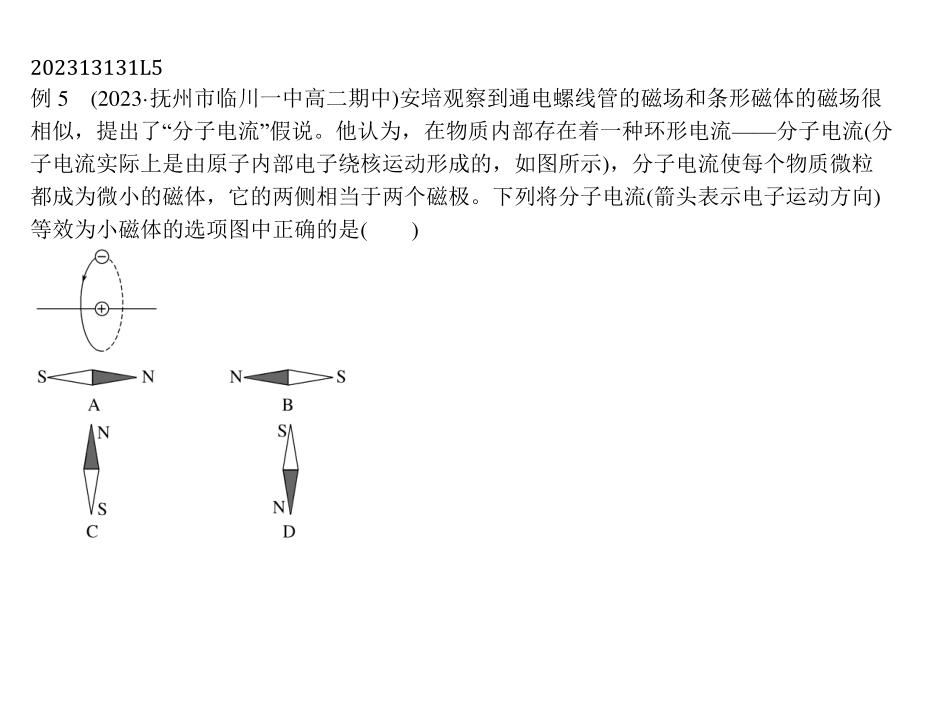 202313131L5
例 5 (2023·抚州市临川一中高二期中)安培观察到通电螺线管的磁场和条形磁体的磁场很
相似，提出了“分子电流”假说。他认为，在物质内部存在着一种环形电流——分子电流(分
子电流实际上是由原子内部电子绕核运动形成的，如图所示)，分子电流使每个物质微粒
都成为微小的磁体，它的两侧相当于两个磁极。下列将分子电流(箭头表示电子运动方向)
等效为小磁体的选项图中正确的是( )
S N N S
A B
N S
S N
C D